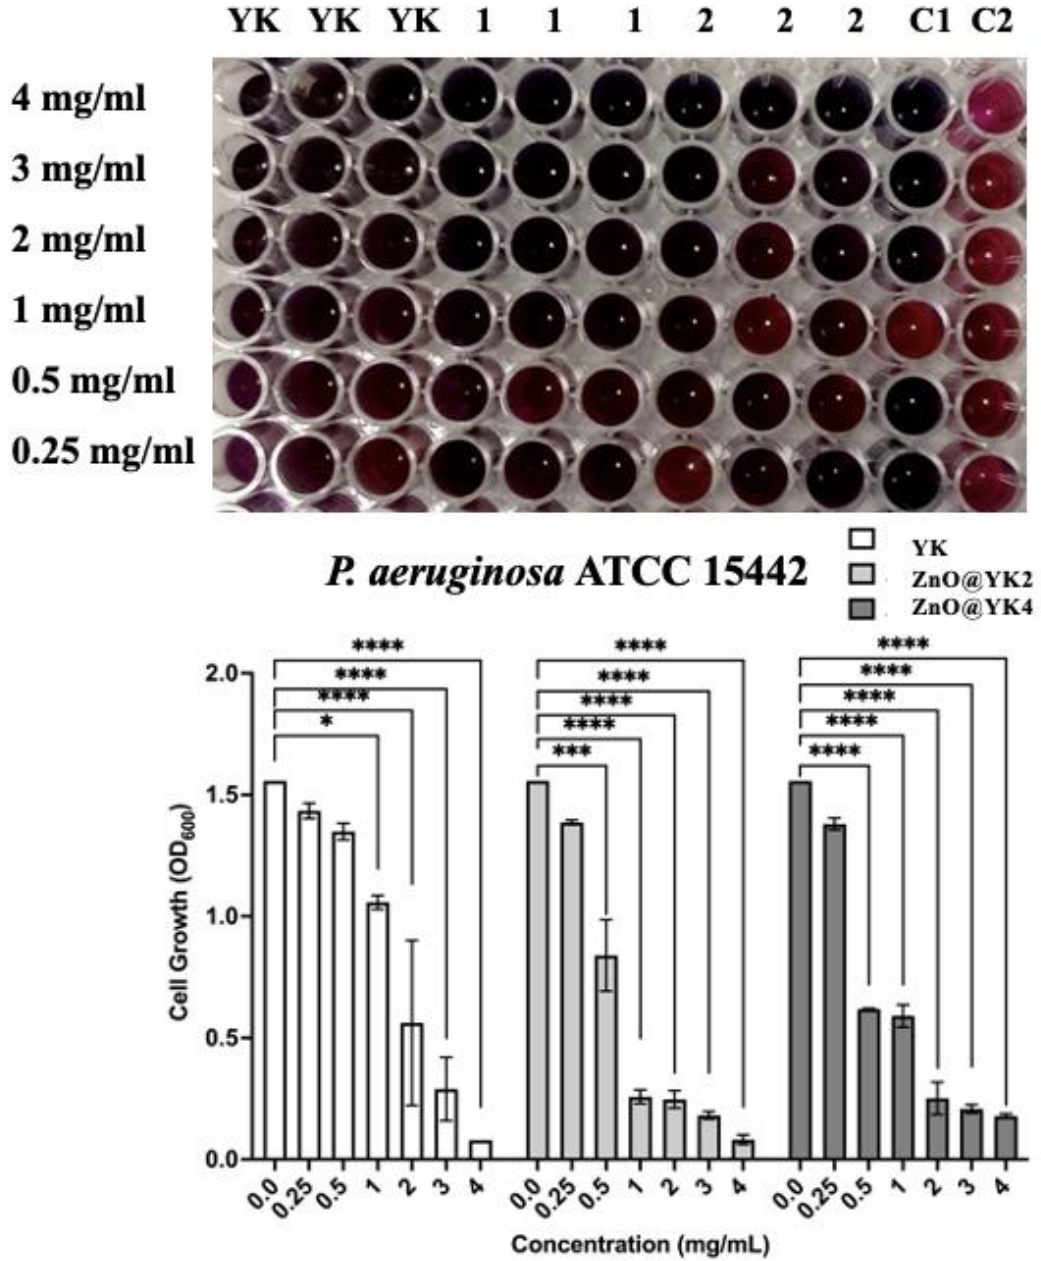 YK YK YK 1 1 1 2 2 2 C1 C2
4 mg/ml
3 mg/ml
2 mg/ml
1 mg/ml
0.5 mg/ml
0.25 mg/ml
P. aeruginosa ATCC 15442
YK
ZnO@YK2
ZnO@YK4
**** **** ****
**** **** ****
**** **** ****
* **** ****
*** ****
2.0
1.5
1.0
0.5
0.0
Cell Growth (OD600)
0.0 0.25 0.5 1 2 3 4 0.0 0.25 0.5 1 2 3 4 0.0 0.25 0.5 1 2 3 4
Concentration (mg/mL)